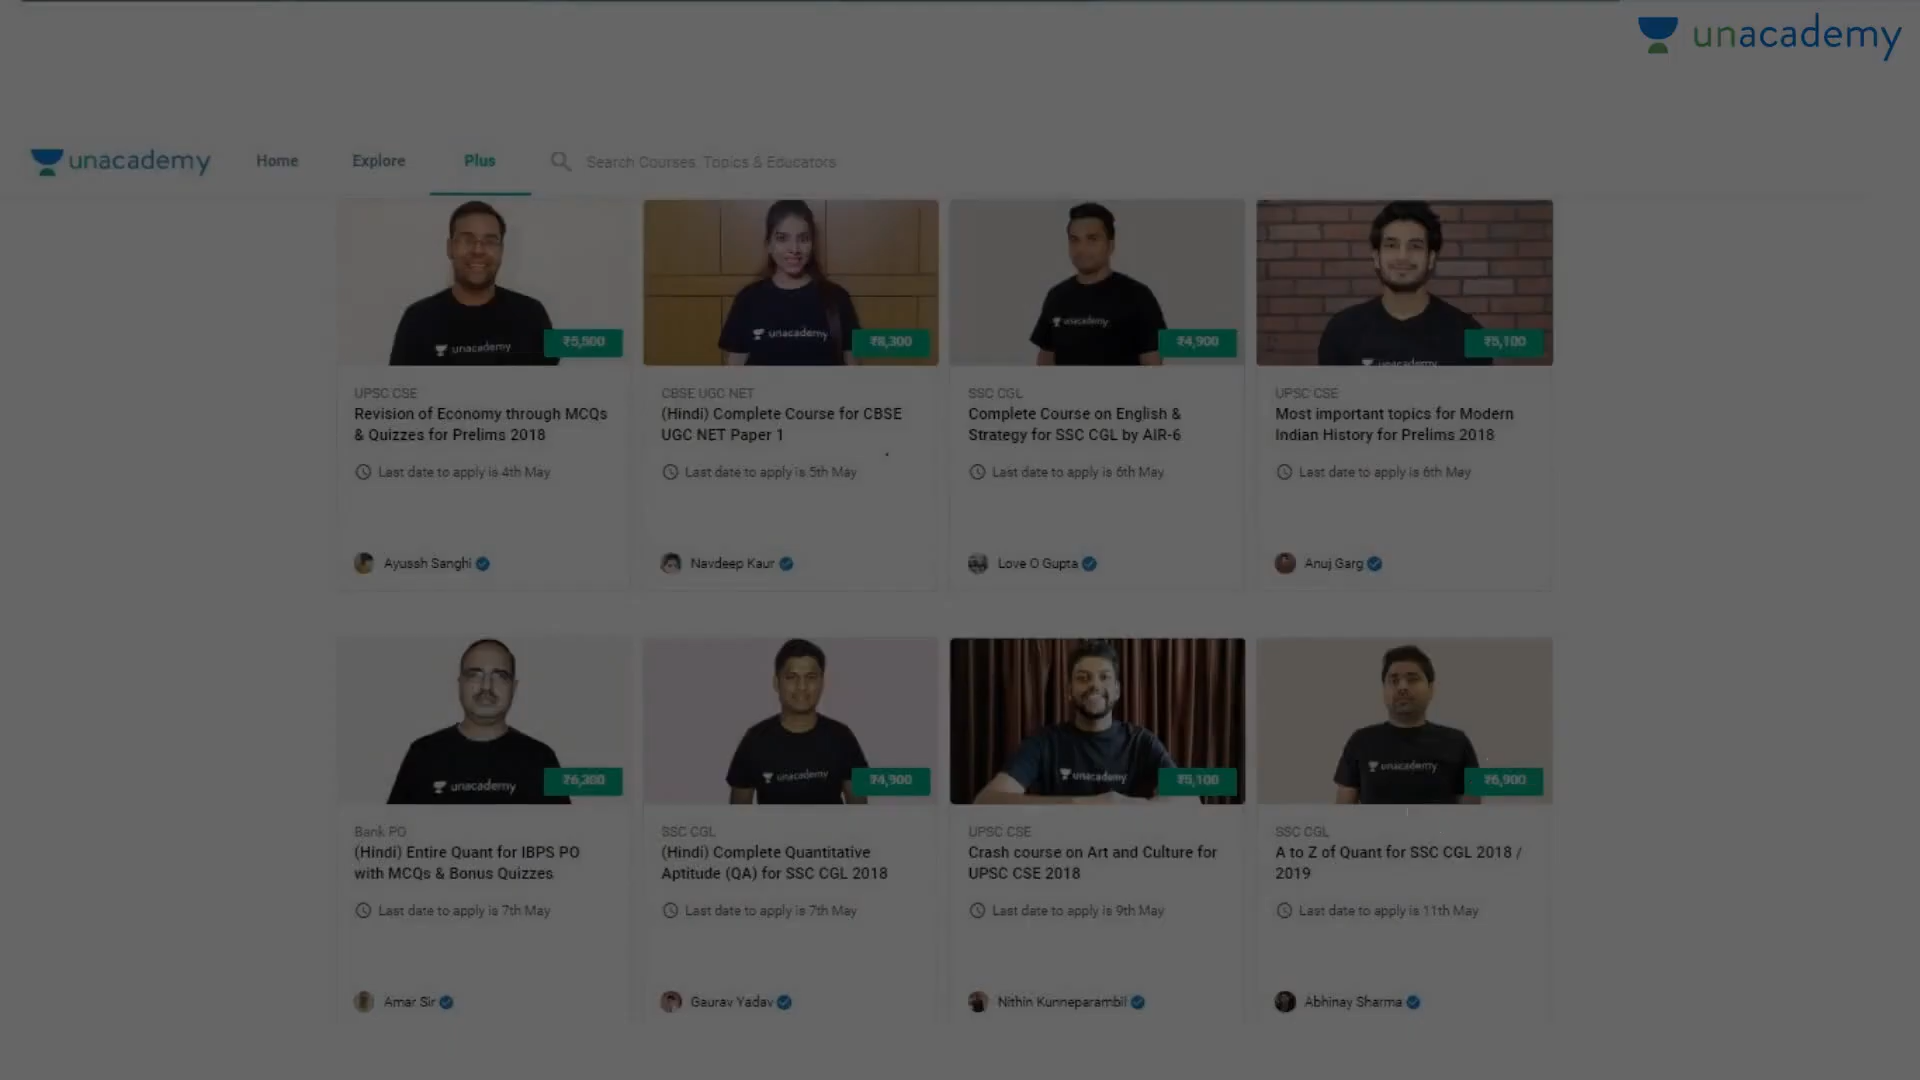 unacademy
unacademy Home Explore Plus Search Courses, Topics & Educators
unacademy ₹5,500
unacademy ₹8,300
unacademy ₹4,900
unacademy ₹5,100
UPSC CSE
Revision of Economy through MCQs
& Quizzes for Prelims 2018
Last date to apply is 4th May
Ayussh Sanghi
CBSE UGC NET
(Hindi) Complete Course for CBSE
UGC NET Paper 1
Last date to apply is 5th May
Navdeep Kaur
SSC CGL
Complete Course on English &
Strategy for SSC CGL by AIR-6
Last date to apply is 6th May
Love O Gupta
UPSC CSE
Most important topics for Modern
Indian History for Prelims 2018
Last date to apply is 6th May
Anuj Garg
unacademy ₹6,300
unacademy ₹4,900
unacademy ₹5,100
unacademy ₹6,900
Bank PO
(Hindi) Entire Quant for IBPS PO
with MCQs & Bonus Quizzes
Last date to apply is 7th May
Amar Sir
SSC CGL
(Hindi) Complete Quantitative
Aptitude (QA) for SSC CGL 2018
Last date to apply is 7th May
Gaurav Yadav
UPSC CSE
Crash course on Art and Culture for
UPSC CSE 2018
Last date to apply is 9th May
Nithin Kunneparambil
SSC CGL
A to Z of Quant for SSC CGL 2018 /
2019
Last date to apply is 11th May
Abhinay Sharma